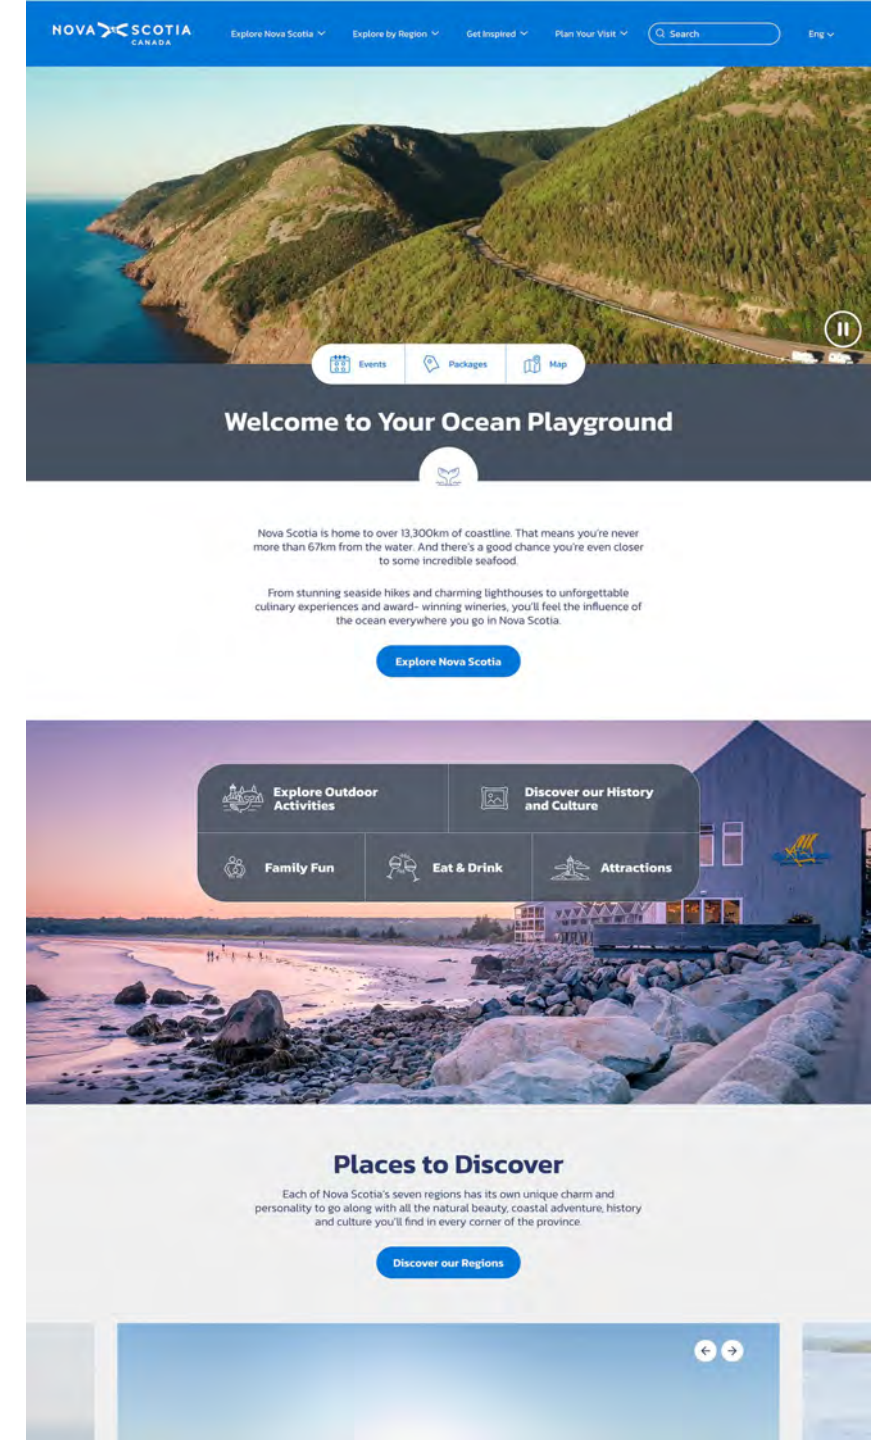 NOVA SCOTIA
CANADA
Explore Nova Scotia
Explore by Region
Get Inspired
Plan Your Visit
Search
Eng
Events
Packages
Map
Welcome to Your Ocean Playground
Nova Scotia is home to over 13,300km of coastline. That means you're never
more than 67km from the water. And there's a good chance you're even closer
to some incredible seafood.
From stunning seaside hikes and charming lighthouses to unforgettable
culinary experiences and award- winning wineries, you'll feel the influence of
the ocean everywhere you go in Nova Scotia.
Explore Nova Scotia
Explore Outdoor
Activities
Discover our History
and Culture
Family Fun
Eat & Drink
Attractions
Places to Discover
Each of Nova Scotia's seven regions has its own unique charm and
personality to go along with all the natural beauty, coastal adventure, history
and culture you'll find in every corner of the province.
Discover our Regions